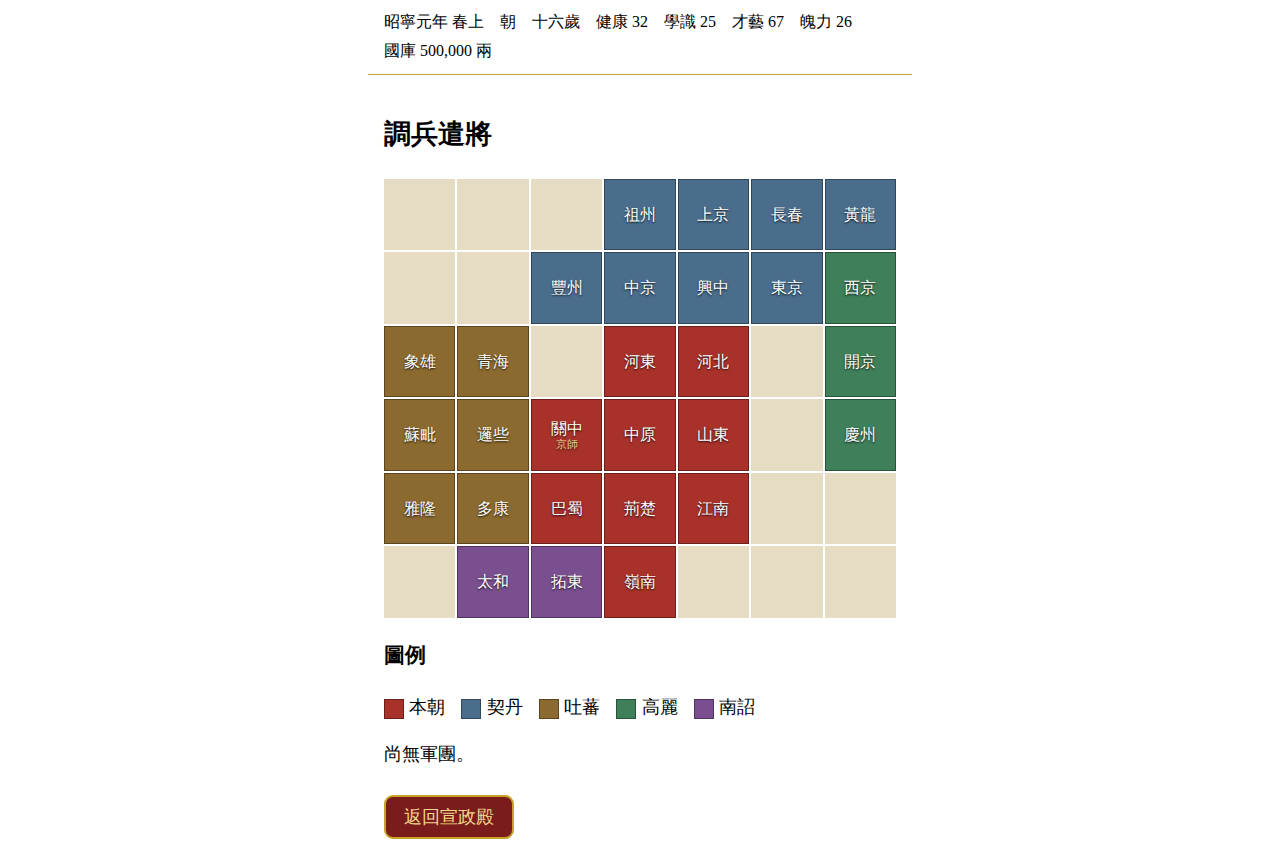 昭寧元年 春上　朝　十六歲　健康 32　學識 25　才藝 67　魄力 26
國庫 500,000 兩
調兵遣將
祖州 上京 長春 黃龍
豐州 中京 興中 東京 西京
象雄 青海 河東 河北 開京
蘇毗 邏些 關中 中原 山東 慶州
京師
雅隆 多康 巴蜀 荊楚 江南
太和 拓東 嶺南
圖例
本朝 契丹 吐蕃 高麗 南詔
尚無軍團。
返回宣政殿